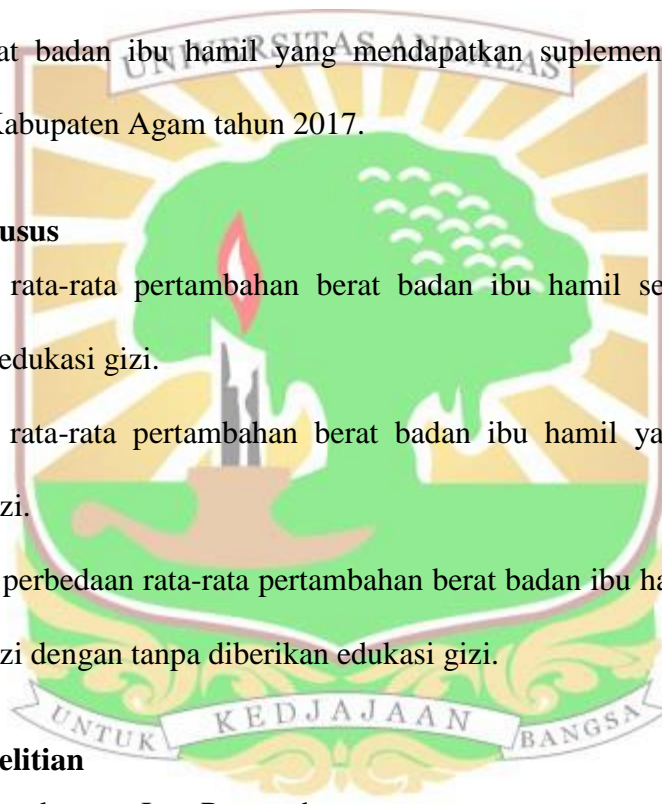 at badan ibu hamil yang mendapatkan suplemen
UNIVERSITAS ANDALAS
Kabupaten Agam tahun 2017.
usus
rata-rata pertambahan berat badan ibu hamil se
edukasi gizi.
rata-rata pertambahan berat badan ibu hamil ya
zi.
perbedaan rata-rata pertambahan berat badan ibu ha
zi dengan tanpa diberikan edukasi gizi.
UNTUK KEDJAJAAN BANGSA
elitian